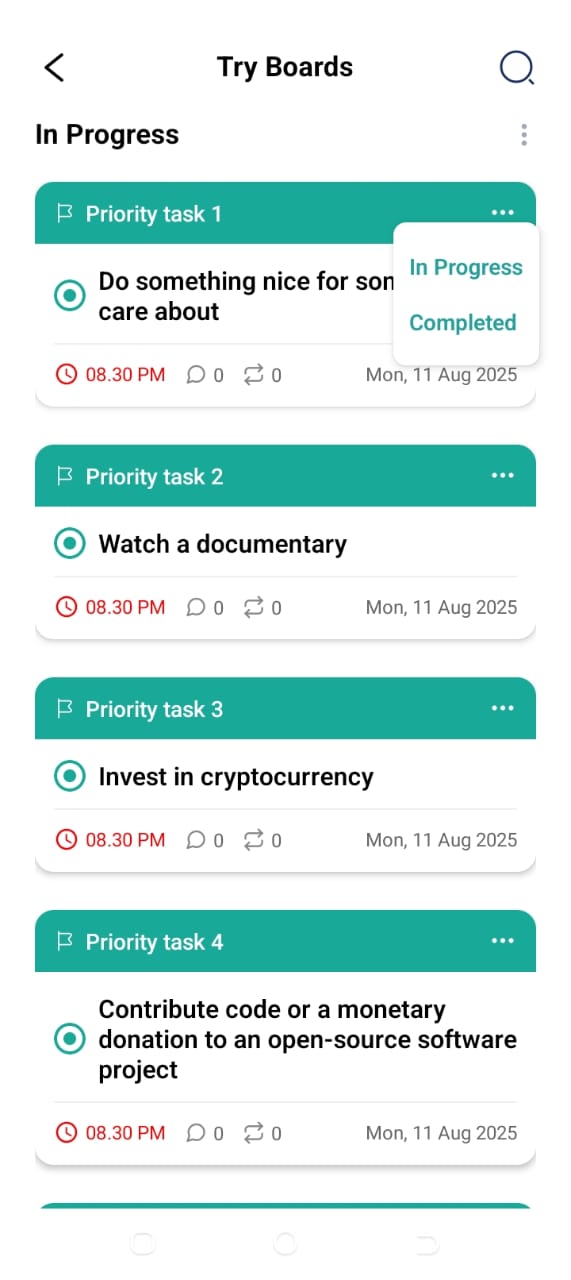 Try Boards
In Progress
Priority task 1
In Progress
Completed
Do something nice for
care about
08.30 PM 0 0 Mon, 11 Aug 2025
Priority task 2
Watch a documentary
08.30 PM 0 0 Mon, 11 Aug 2025
Priority task 3
Invest in cryptocurrency
08.30 PM 0 0 Mon, 11 Aug 2025
Priority task 4
Contribute code or a monetary
donation to an open-source software
project
08.30 PM 0 0 Mon, 11 Aug 2025